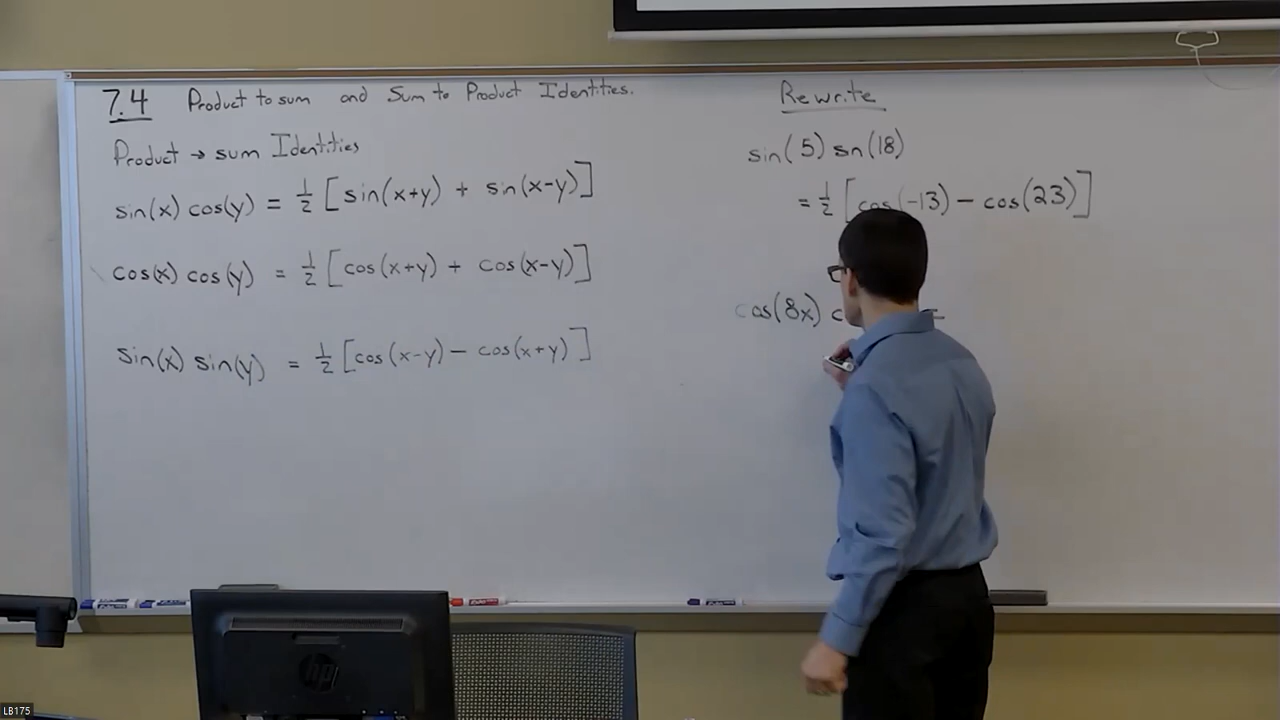 7.4 Product to sum and Sum to Product Identities.
Product → sum Identities
sin(x) cos(y) = 1/2 [sin(x+y) + sin(x-y)]
cos(x) cos(y) = 1/2 [cos(x+y) + cos(x-y)]
sin(x) sin(y) = 1/2 [cos(x-y) - cos(x+y)]
Rewrite
sin(5) sn(18)
= 1/2 [cos(-13) - cos(23)]
cos(8x) c =
hp
LB175